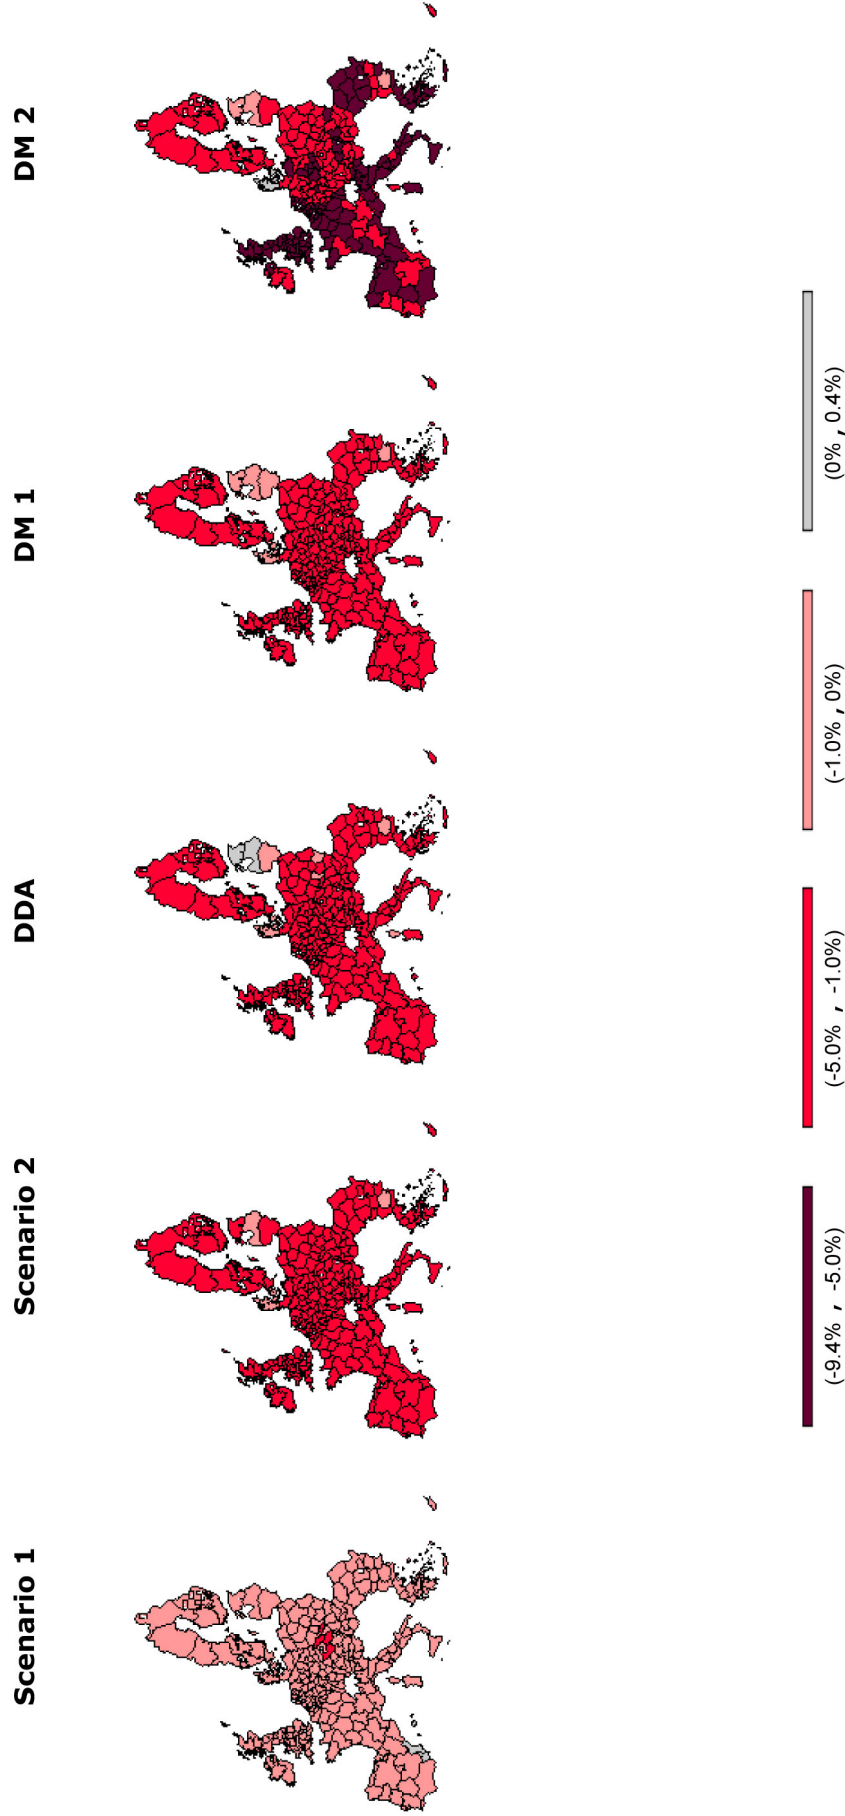 Scenario 1
Scenario 2
DDA
DM 1
DM 2
(-9.4% , -5.0%)
(-5.0% , -1.0%)
(-1.0% , 0%)
(0% , 0.4%)